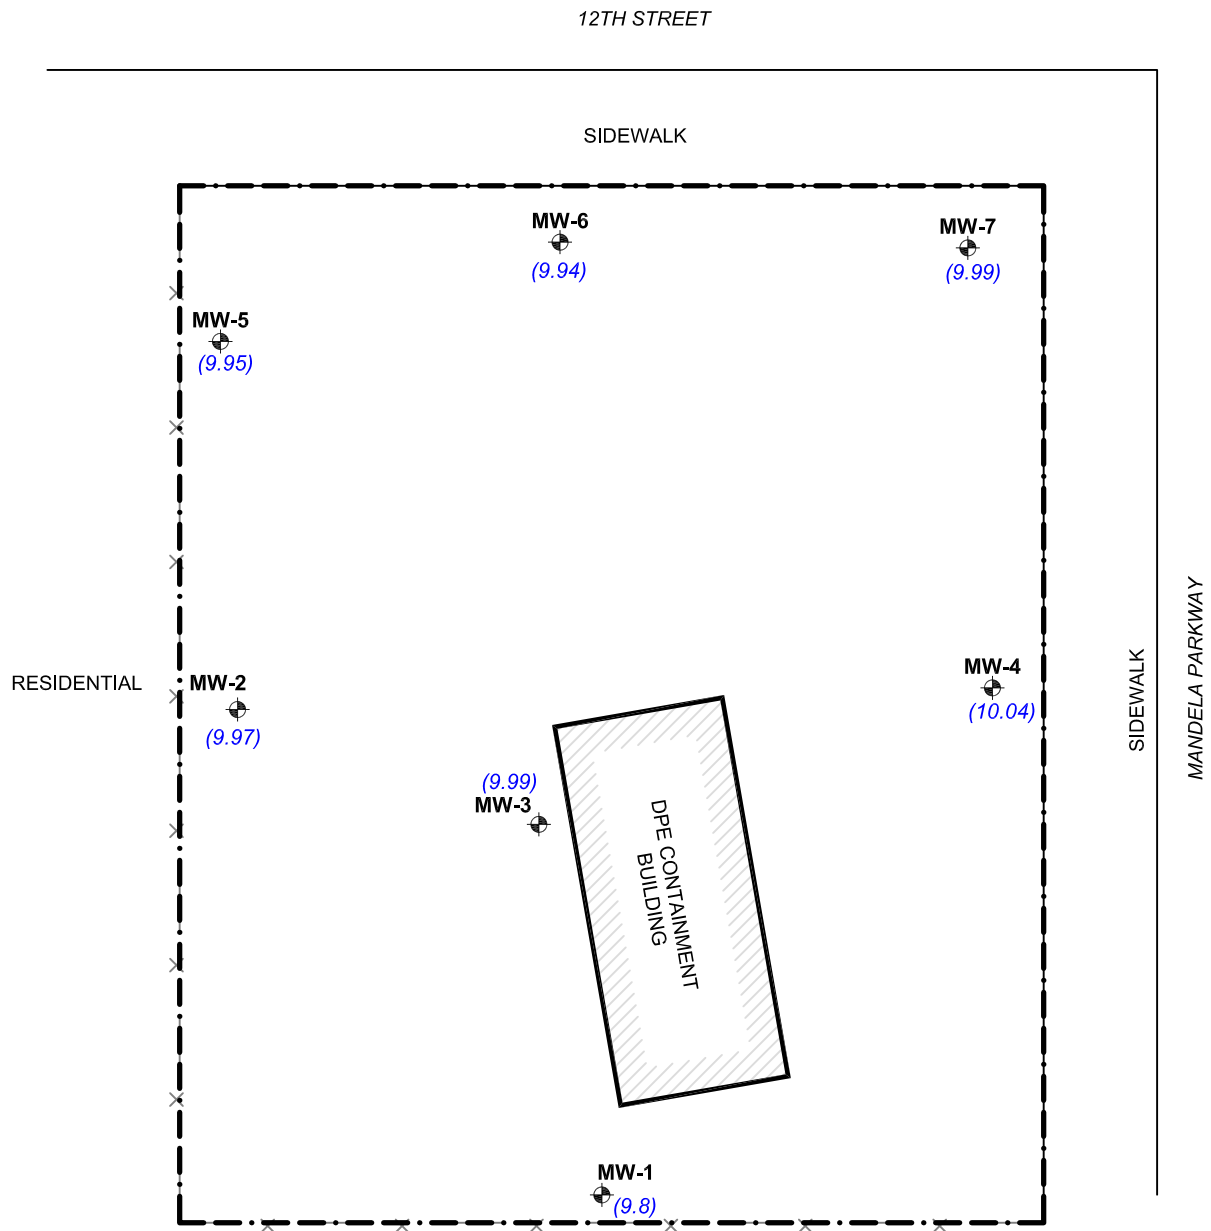 12TH STREET
SIDEWALK
MW-6
(9.94)
MW-7
(9.99)
MW-5
(9.95)
RESIDENTIAL
MW-2
(9.97)
MW-4
(10.04)
SIDEWALK
MANDELA PARKWAY
(9.99)
MW-3
DPE CONTAINMENT
BUILDING
MW-1
(9.8)